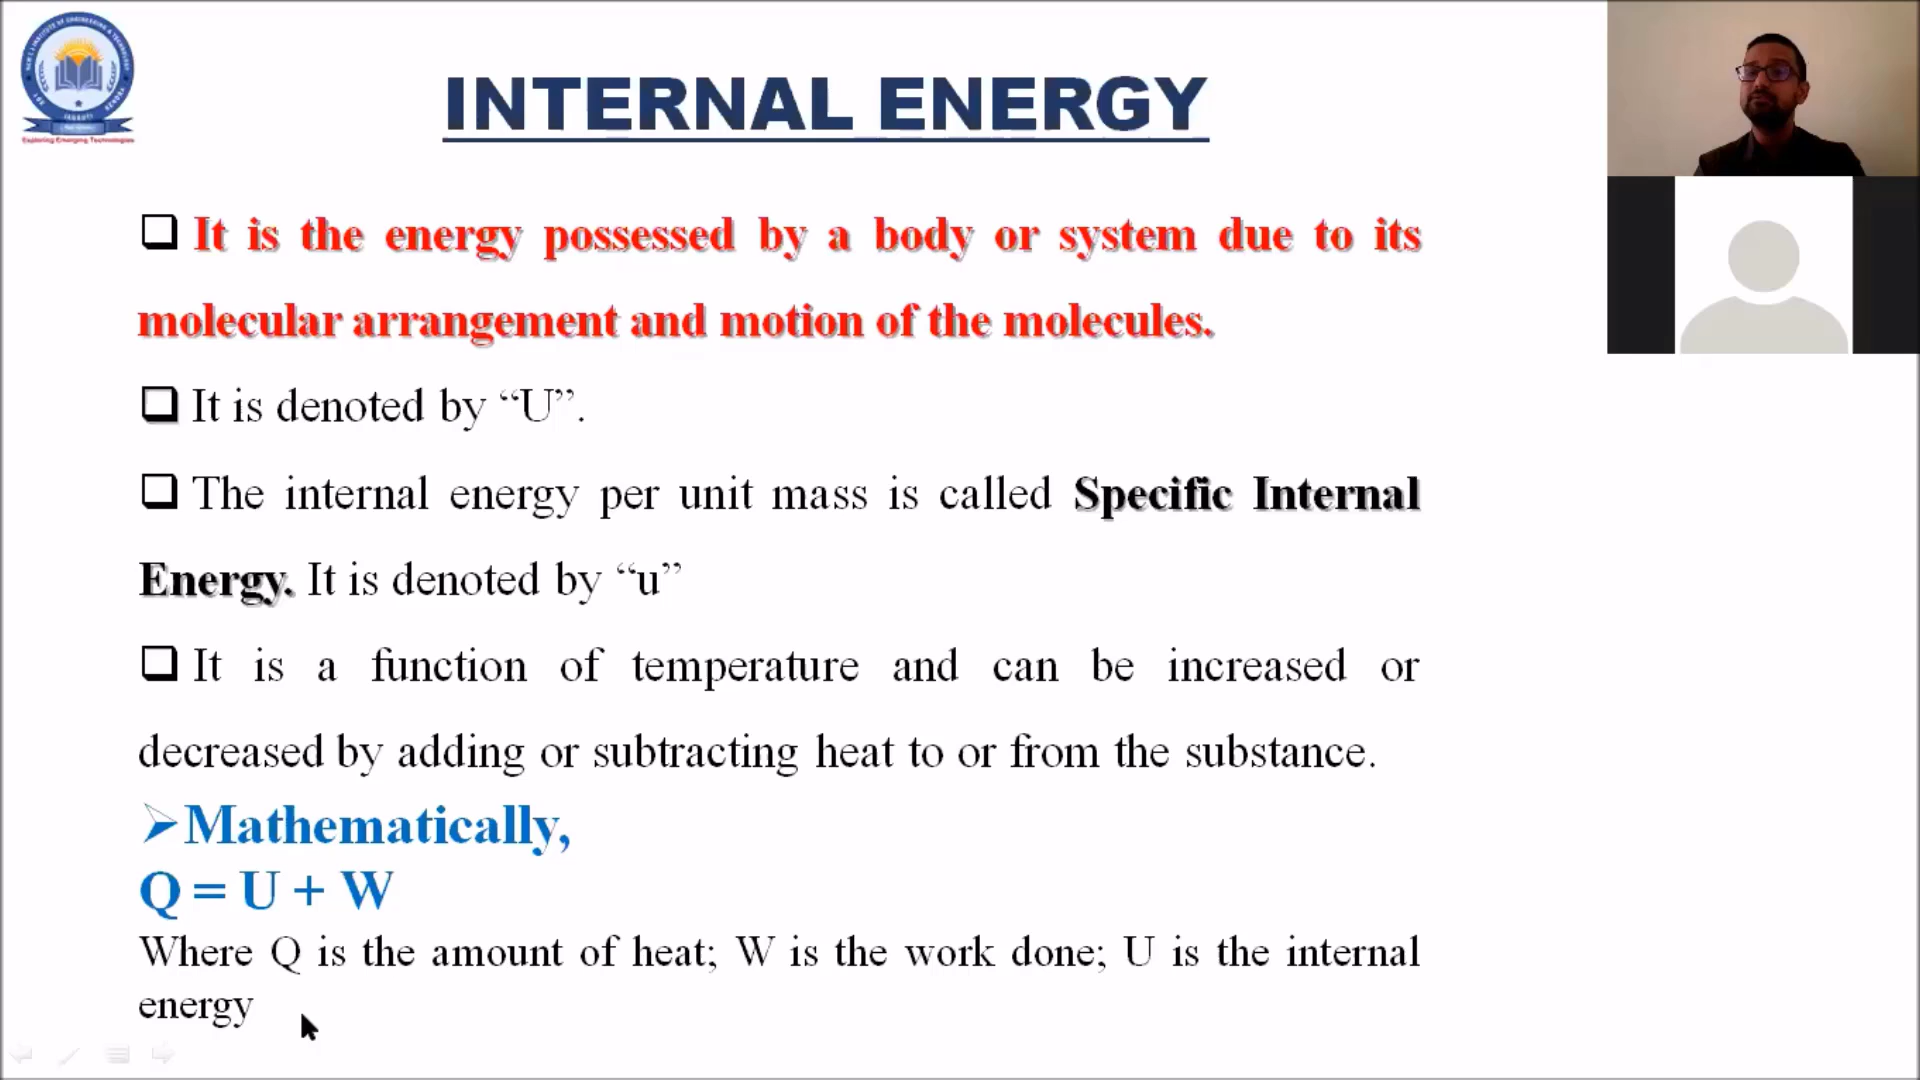 INTERNAL ENERGY
It is the energy possessed by a body or system due to its
molecular arrangement and motion of the molecules.
It is denoted by “U”.
The internal energy per unit mass is called Specific Internal
Energy. It is denoted by “u”
It is a function of temperature and can be increased or
decreased by adding or subtracting heat to or from the substance.
Mathematically,
Q = U + W
Where Q is the amount of heat; W is the work done; U is the internal
energy
Exploring Emerging Technologies